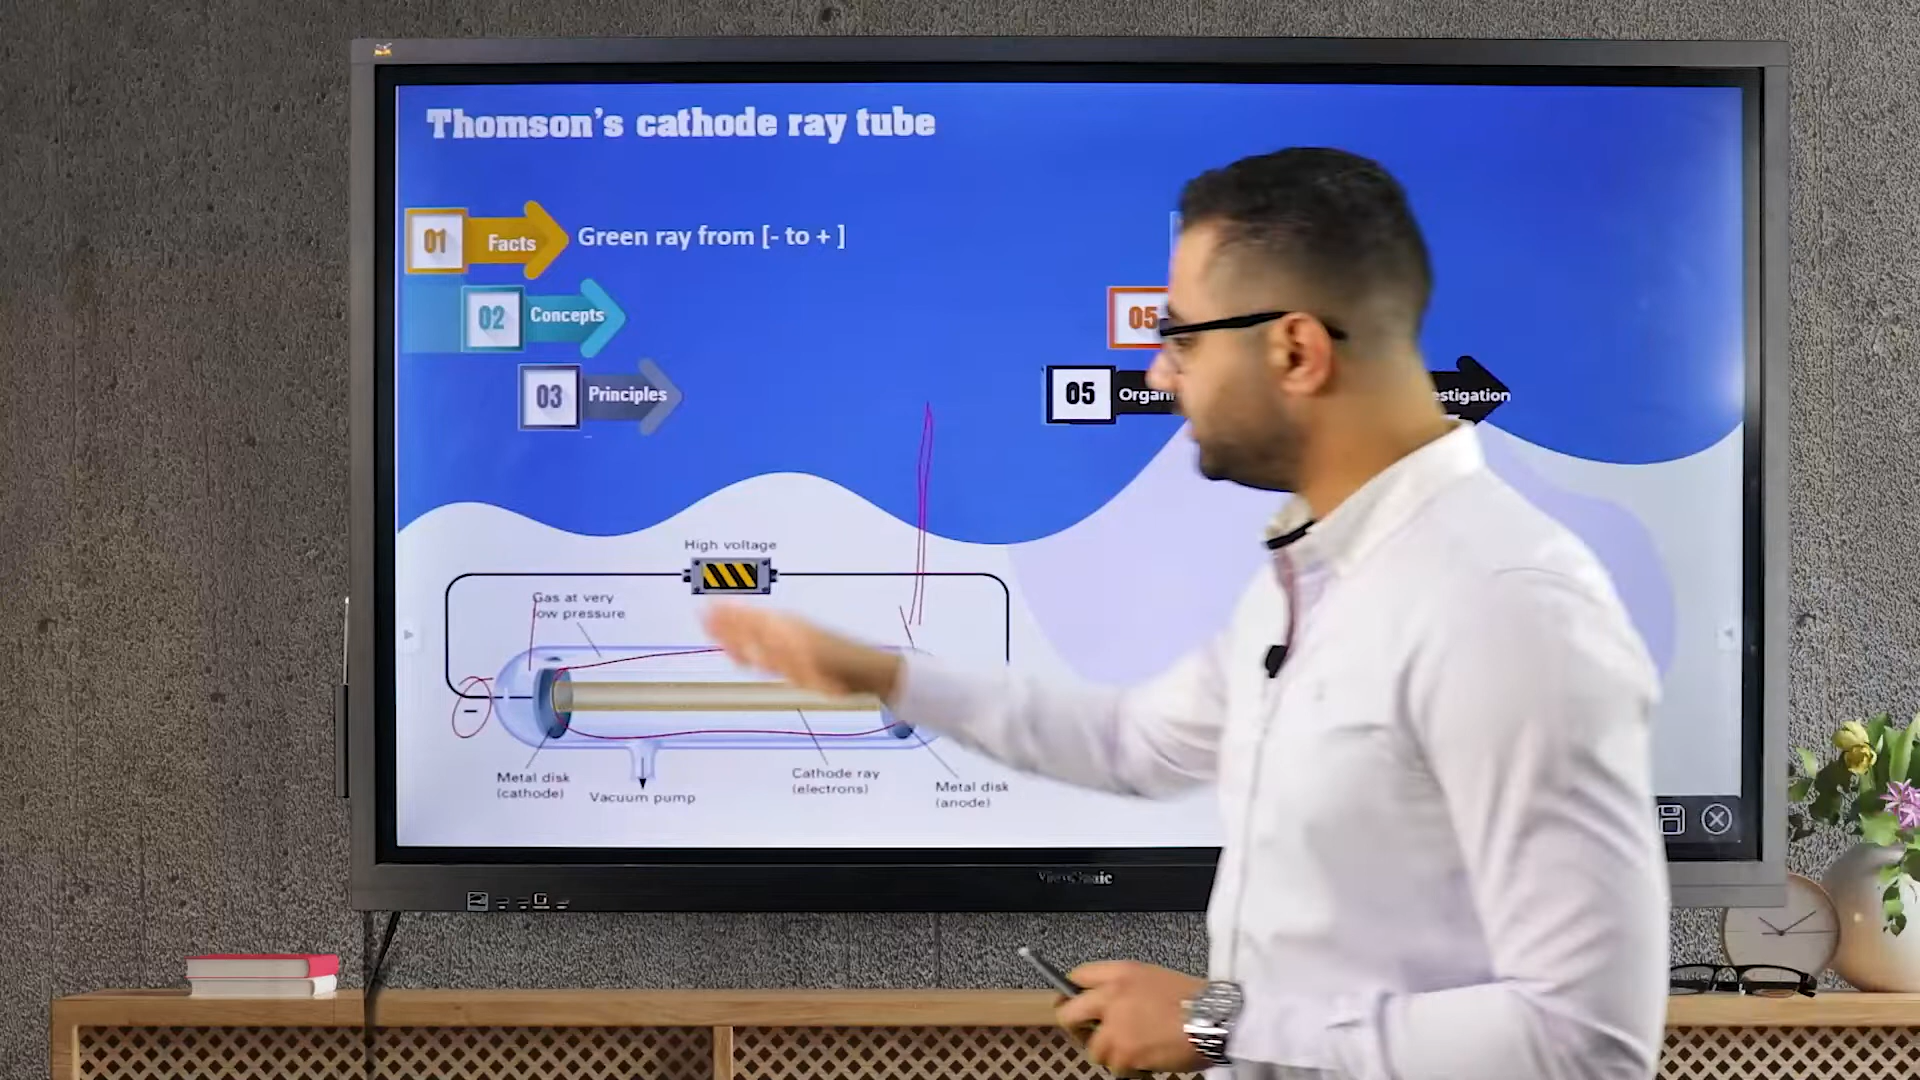 Thomson's cathode ray tube
01 Facts
Green ray from [- to + ]
02 Concepts
03 Principles
05
05
estigation
High voltage
Gas at very
low pressure
-
Metal disk
(cathode)
Vacuum pump
Cathode ray
(electrons)
Metal disk
(anode)
ViewSonic